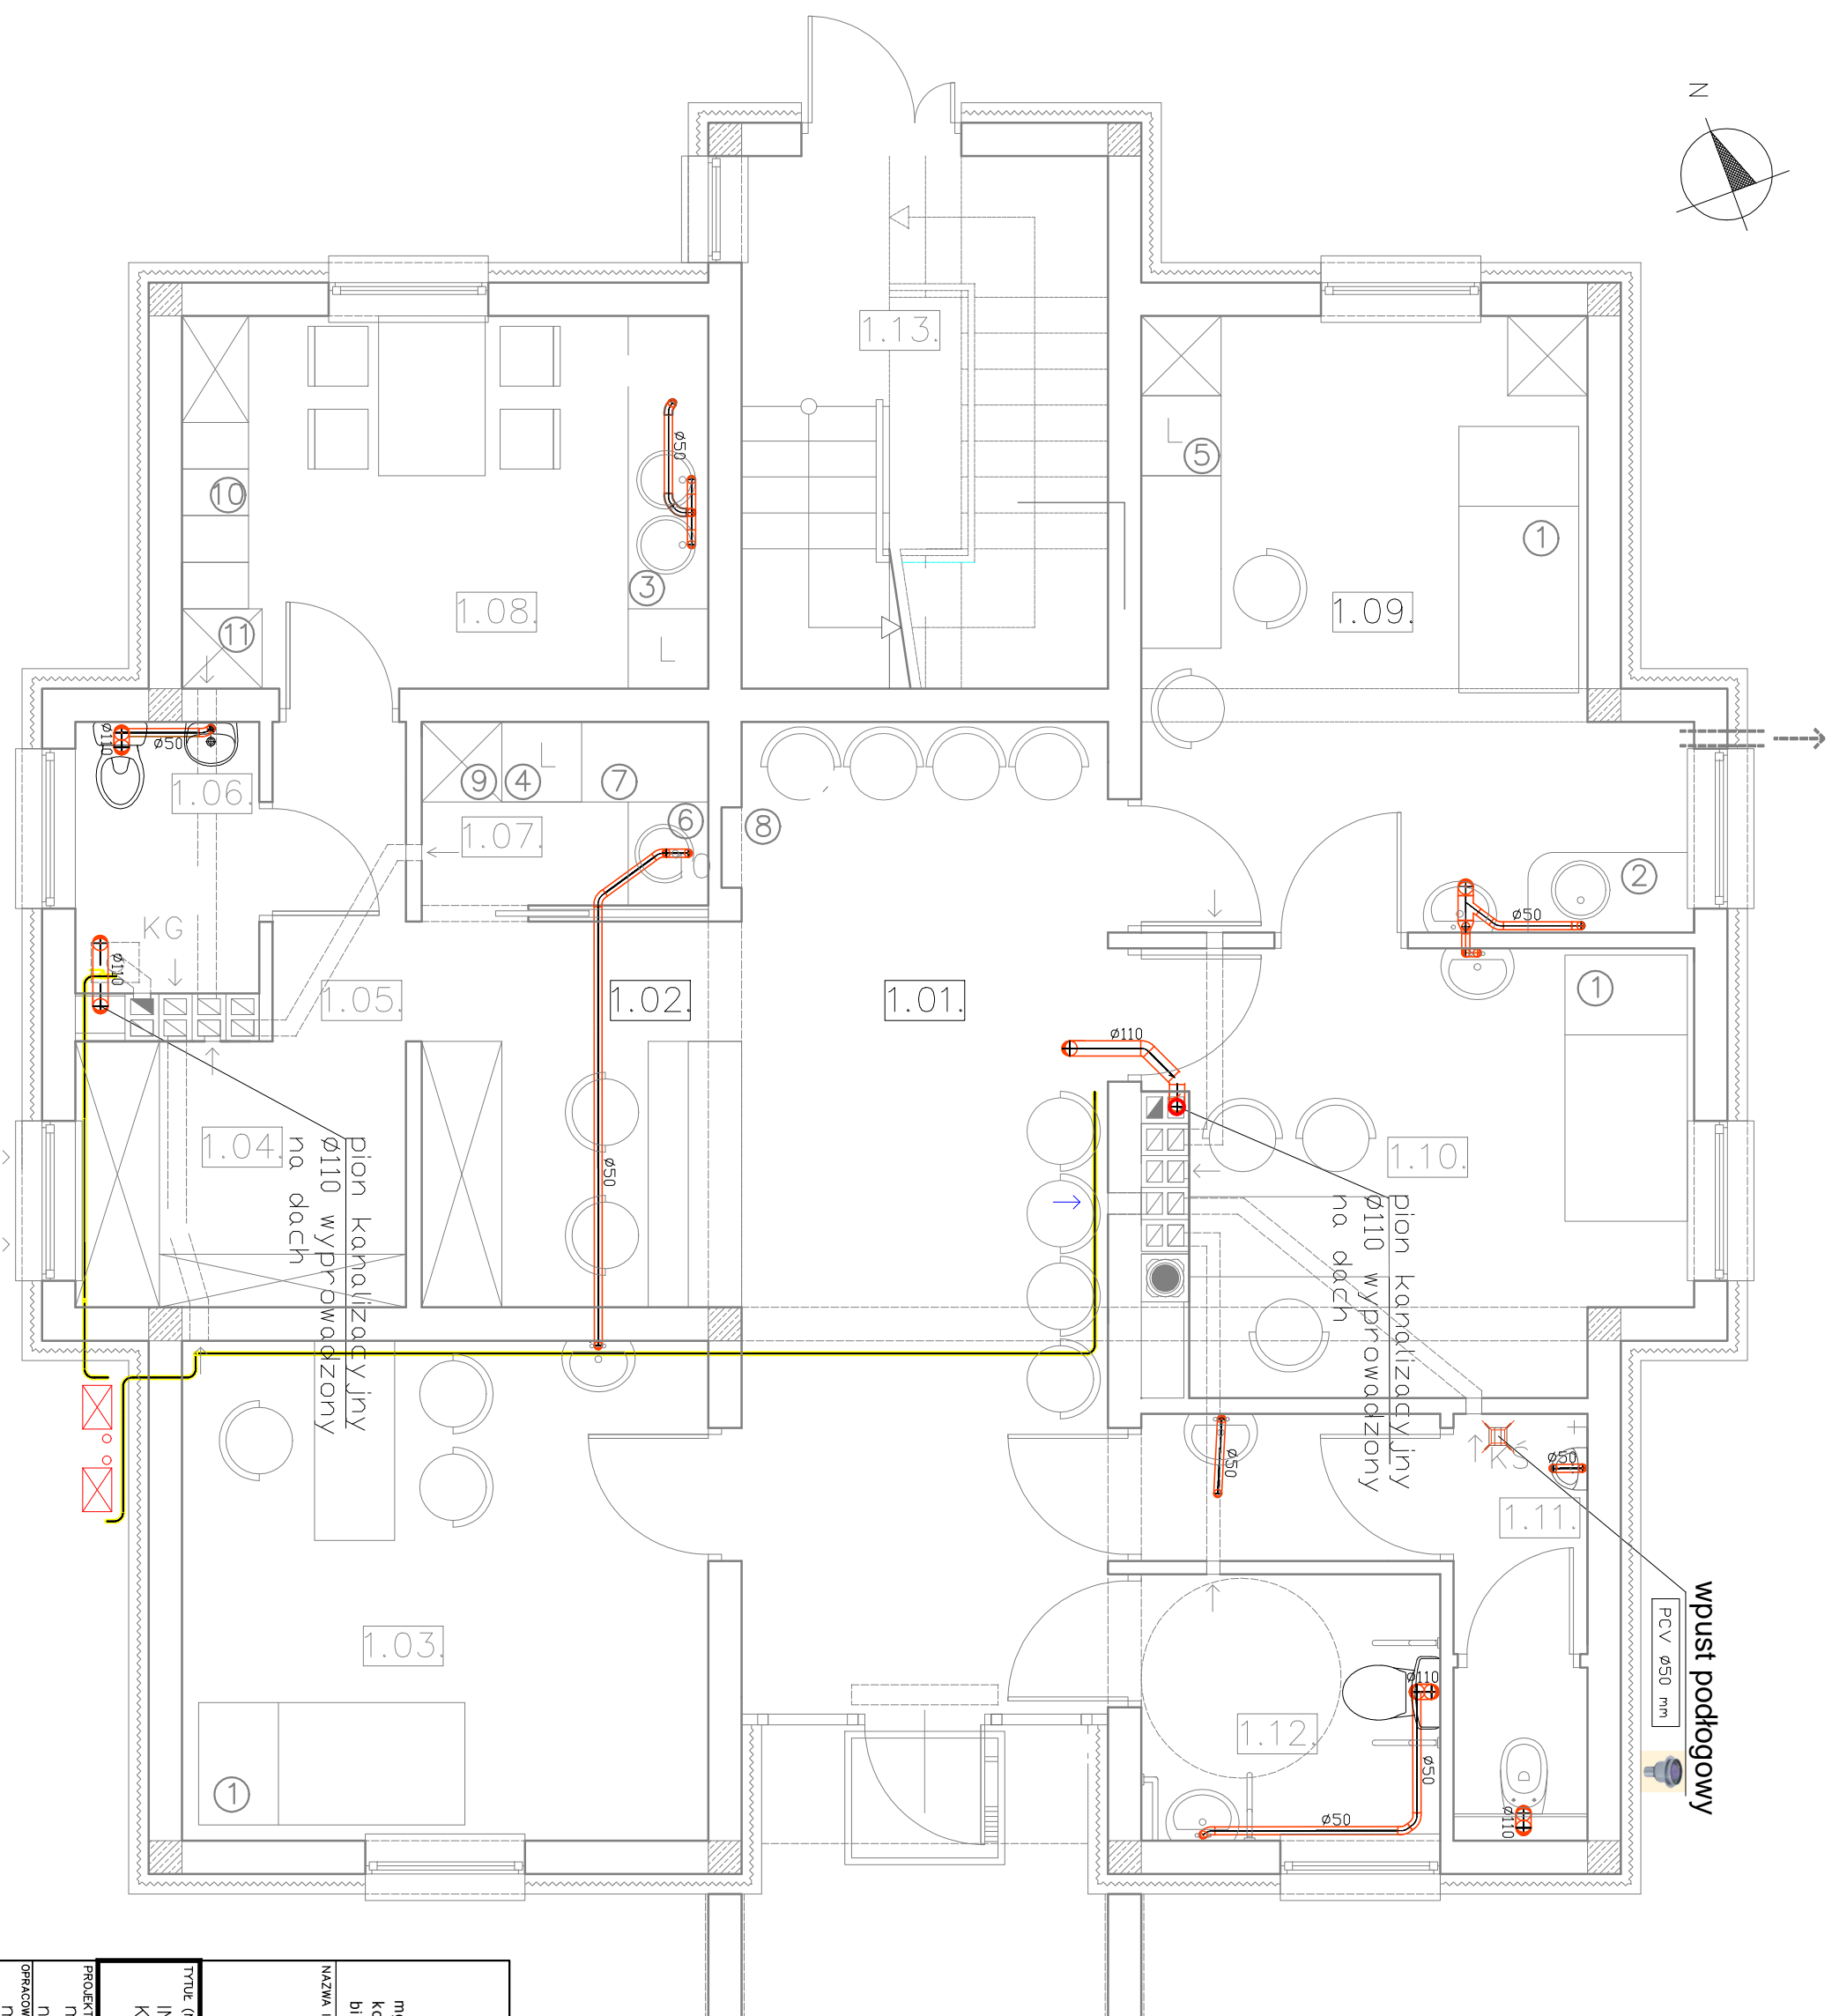 N
1.13.
ø50
10
3
11
1.08.
L
L
5
1
1.09.
ø110
ø50
1.06.
9
4
L
7
6
8
1.07.
2
ø50
KG
ø110
1.05.
1.02.
1.01.
1
ø110
1.04.
ø50
1.10.
pion kanalizacyjny
ø110 wyprowadzony
na dach
pion kanalizacyjny
ø110 wyprowadzony
na dach
ø50
KŚ
ø50
1.11.
wpust podłogowy
PCV ø50 mm
1.03.
ø110
1.12.
ø50
ø50
ø110
1
NAZWA
TYTUŁ